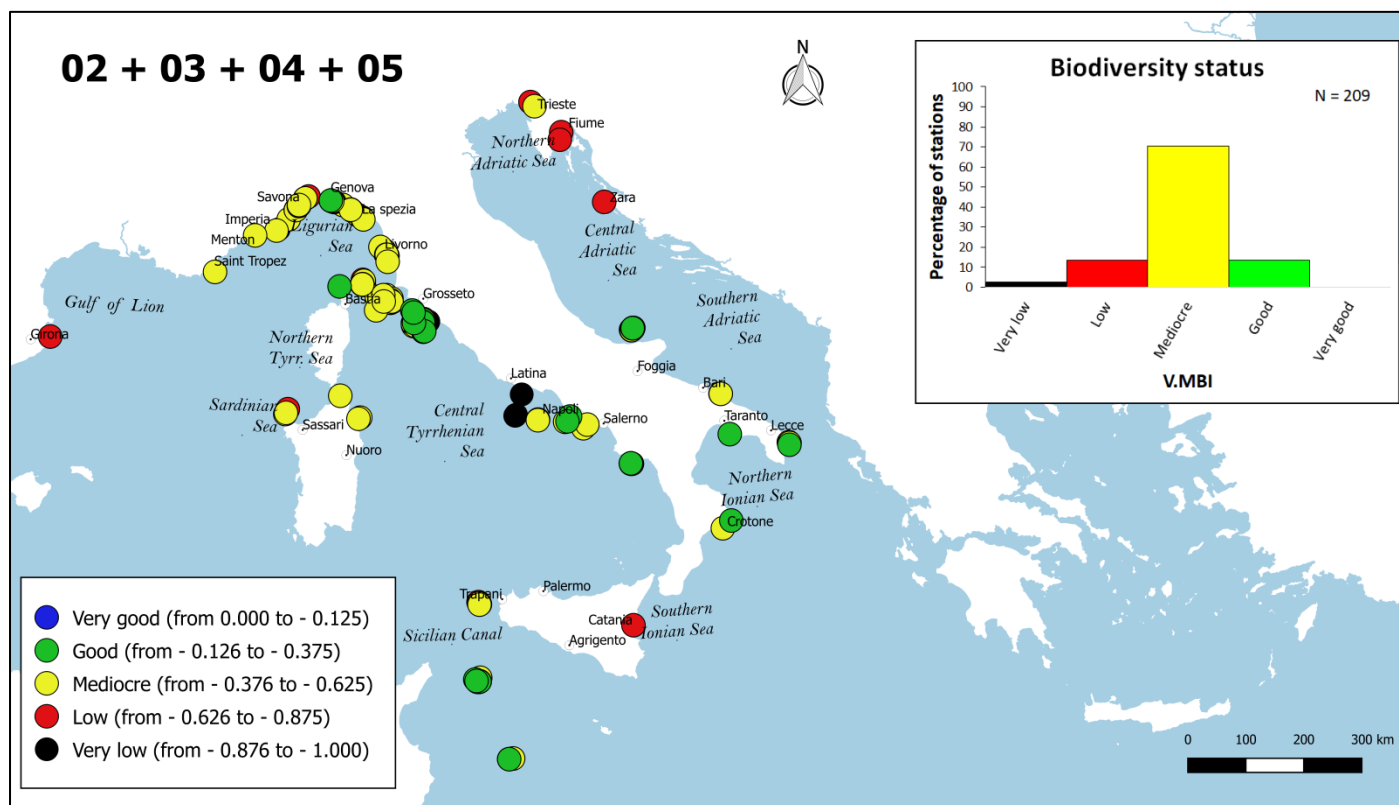 02 + 03 + 04 + 05
N
Biodiversity status
N = 209
Percentage of stations
100
90
80
70
60
50
40
30
20
10
0
Very low
Low
Mediocre
Good
Very good
V.MBI
Trieste
Fiume
Northern
Adriatic Sea
Zara
Central
Adriatic
Sea
Southern
Adriatic
Sea
Savona
Genova
La spezia
Imperia
Ligurian
Sea
Menton
Livorno
Saint Tropez
Gulf of Lion
Bastia
Grosseto
Girona
Northern
Tyrr. Sea
Latina
Foggia
Bari
Sardinian
Sea
Sassari
Nuoro
Central
Tyrrhenian
Sea
Napoli
Salerno
Taranto
Lecce
Northern
Ionian Sea
Crotone
Trapani
Palermo
Catania
Agrigento
Southern
Ionian Sea
Sicilian Canal
Very good (from 0.000 to - 0.125)
Good (from - 0.126 to - 0.375)
Mediocre (from - 0.376 to - 0.625)
Low (from - 0.626 to - 0.875)
Very low (from - 0.876 to - 1.000)
0 100 200 300 km